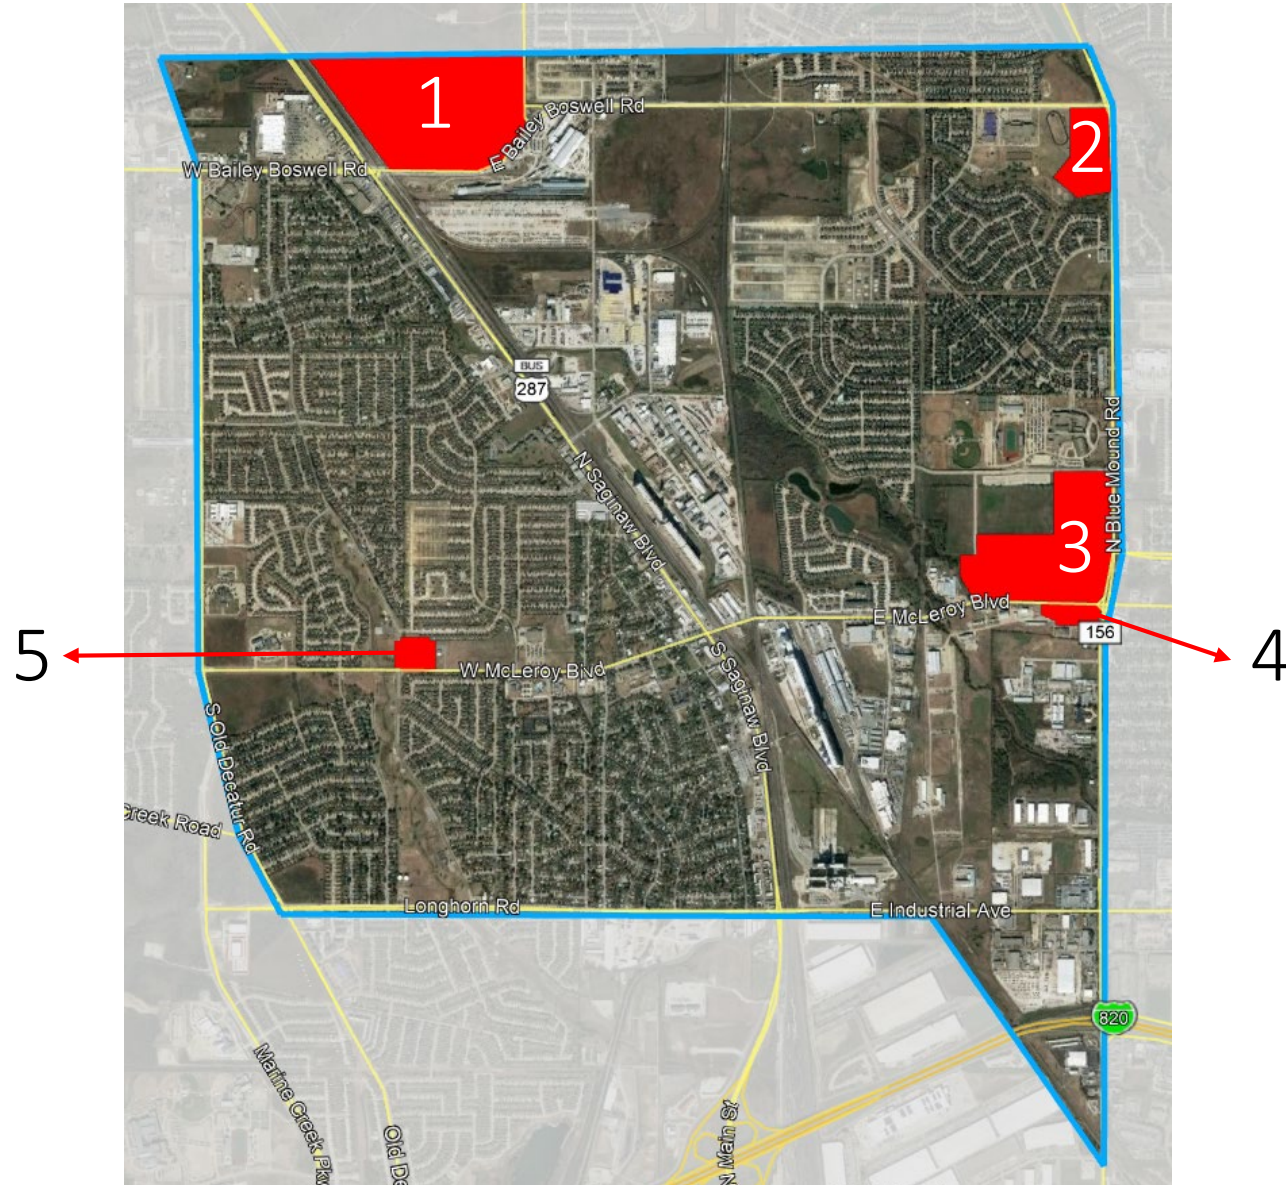 1
E Bailey Boswell Rd
2
W Bailey Boswell Rd
BUS
287
N Blue Mound Rd
N Saginaw Blvd
3
E McLeroy Blvd
156
5
4
W McLeroy Blvd
S Saginaw Blvd
S Old Decatur Rd
Creek Road
Longhorn Rd
E Industrial Ave
820
Marine Creek Pkw
Old De
N Main St